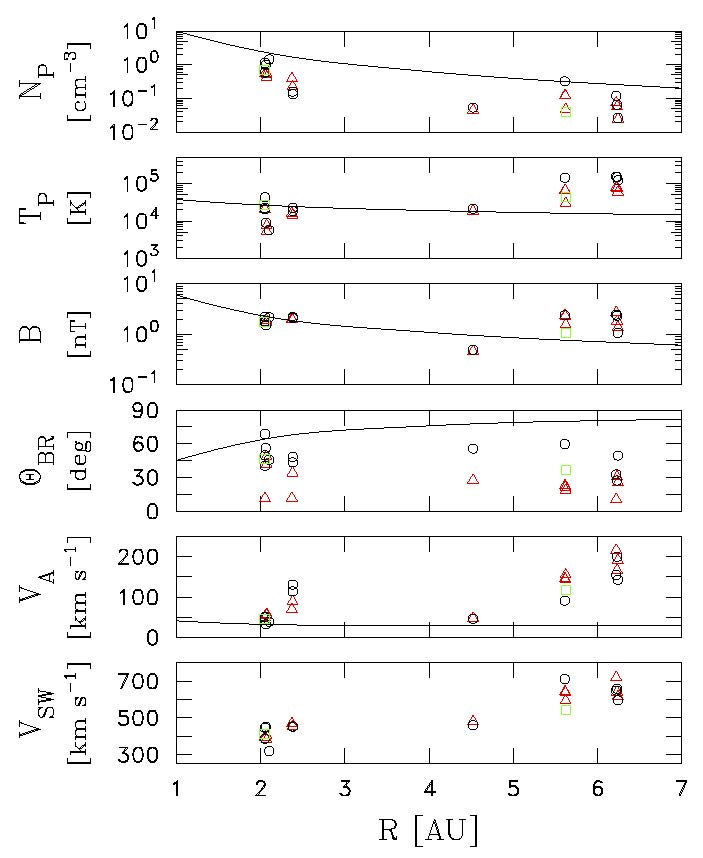 N_P [cm^-3]
10^1
10^0
10^-1
10^-2
T_P [K]
10^5
10^4
10^3
B [nT]
10^1
10^0
10^-1
Θ_BR [deg]
90
60
30
0
V_A [km s^-1]
200
100
0
V_SW [km s^-1]
700
500
300
1 2 3 4 5 6 7
R [AU]